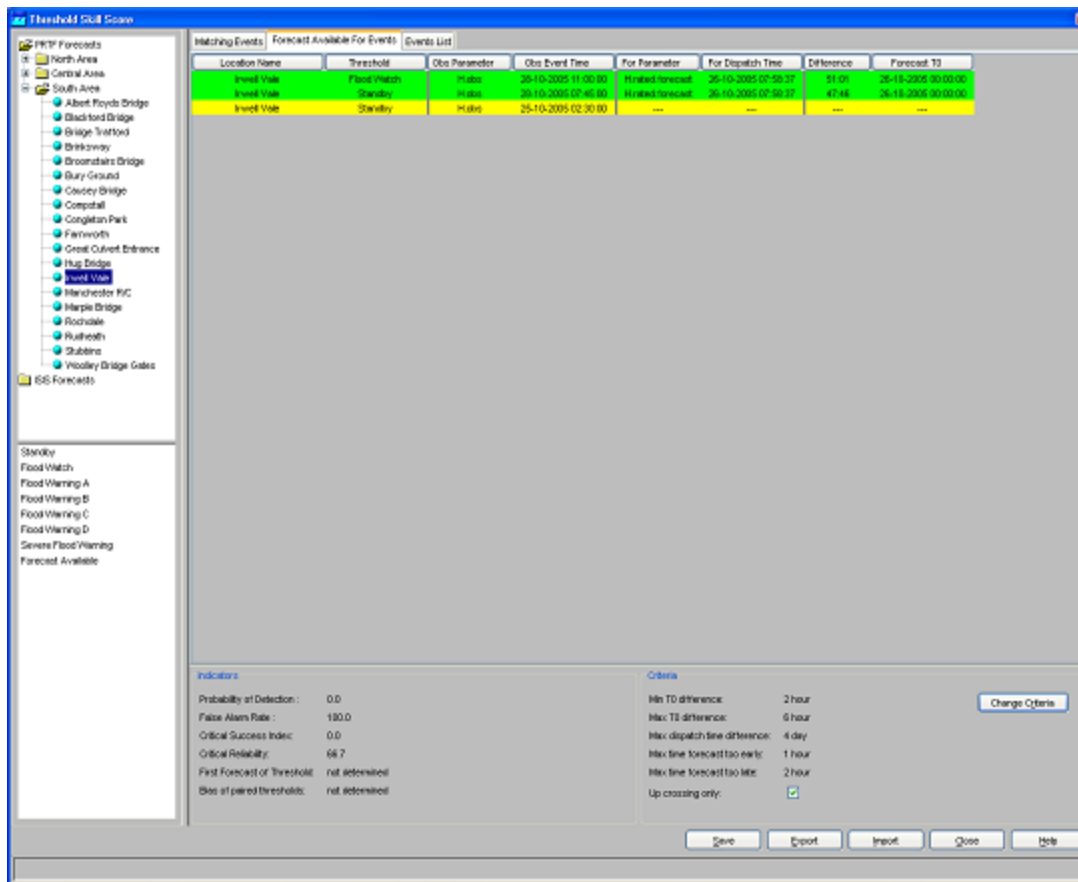 Threshold Skill Score
PRTF Forecasts
North Area
Central Area
South Area
Albert Royds Bridge
Blackford Bridge
Bridge Trafford
Brinksway
Broomstairs Bridge
Bury Ground
Causey Bridge
Compstall
Congleton Park
Farnworth
Great Culvert Entrance
Hug Bridge
Irwell Vale
Manchester R/C
Marple Bridge
Rochdale
Rudheath
Stubbins
Woolley Bridge Gates
ISIS Forecasts
Standby
Flood Watch
Flood Warning A
Flood Warning B
Flood Warning C
Flood Warning D
Severe Flood Warning
Forecast Available
Matching Events Forecast Available For Events Events List
Location Name Threshold Obs Parameter Obs Event Time For Parameter For Dispatch Time Difference Forecast T0
Irwell Vale Flood Watch H.obs 28-10-2005 11:00:00 H.rated.forecast 26-10-2005 07:58:37 51:01 26-10-2005 00:00:00
Irwell Vale Standby H.obs 28-10-2005 07:45:00 H.rated.forecast 26-10-2005 07:58:37 47:46 26-10-2005 00:00:00
Irwell Vale Standby H.obs 25-10-2005 02:30:00 --- --- --- ---
Indicators
Probability of Detection : 0.0
False Alarm Rate : 100.0
Critical Success Index: 0.0
Critical Reliability: 66.7
First Forecast of Threshold: not determined
Bias of paired thresholds: not determined
Criteria
Min T0 difference: 2 hour
Max T0 difference: 6 hour
Max dispatch time difference: 4 day
Max time forecast too early: 1 hour
Max time forecast too late: 2 hour
Up crossing only:
Change Criteria
Save Export Import Close Help